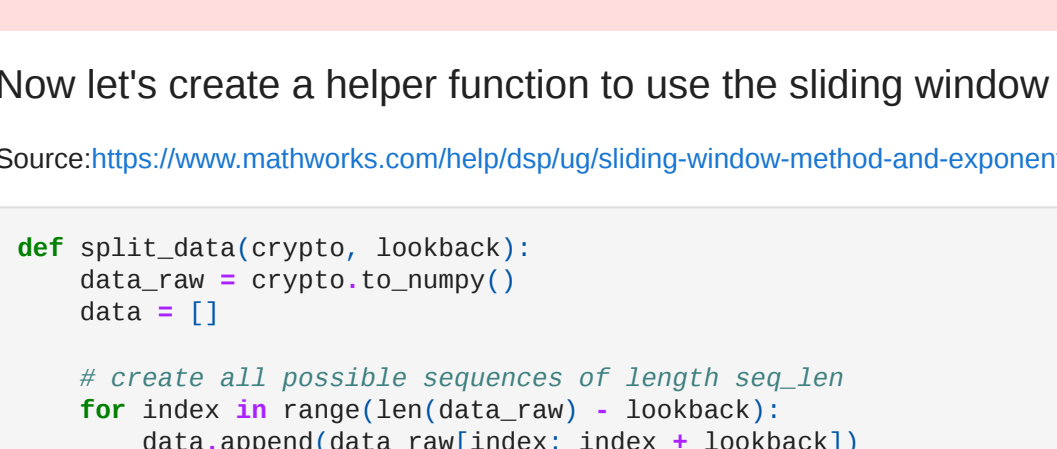 Now let's create a helper function to use the sliding window
Source:https://www.mathworks.com/help/dsp/ug/sliding-window-method-and-exponent
def split_data(crypto, lookback):
    data_raw = crypto.to_numpy()
    data = []
    # create all possible sequences of length seq_len
    for index in range(len(data_raw) - lookback):
        data.append(data_raw[index: index + lookback])